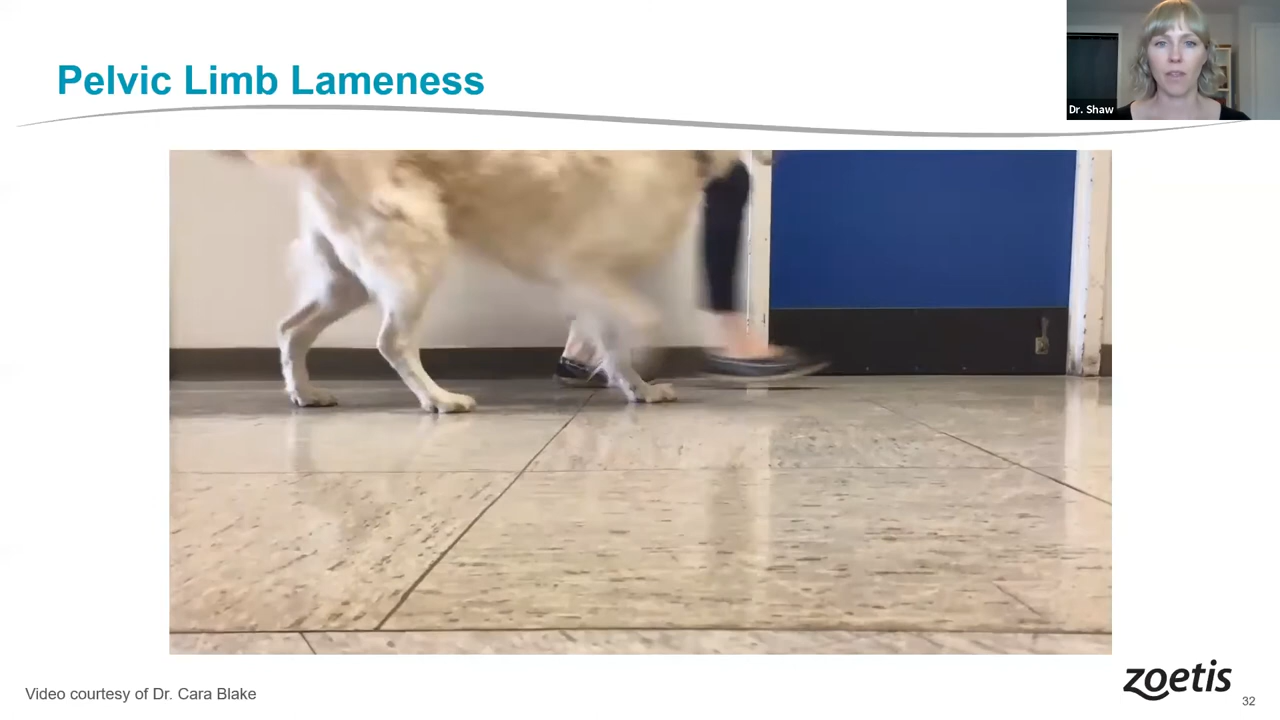 Pelvic Limb Lameness
Dr. Shaw
Video courtesy of Dr. Cara Blake
zoetis
32